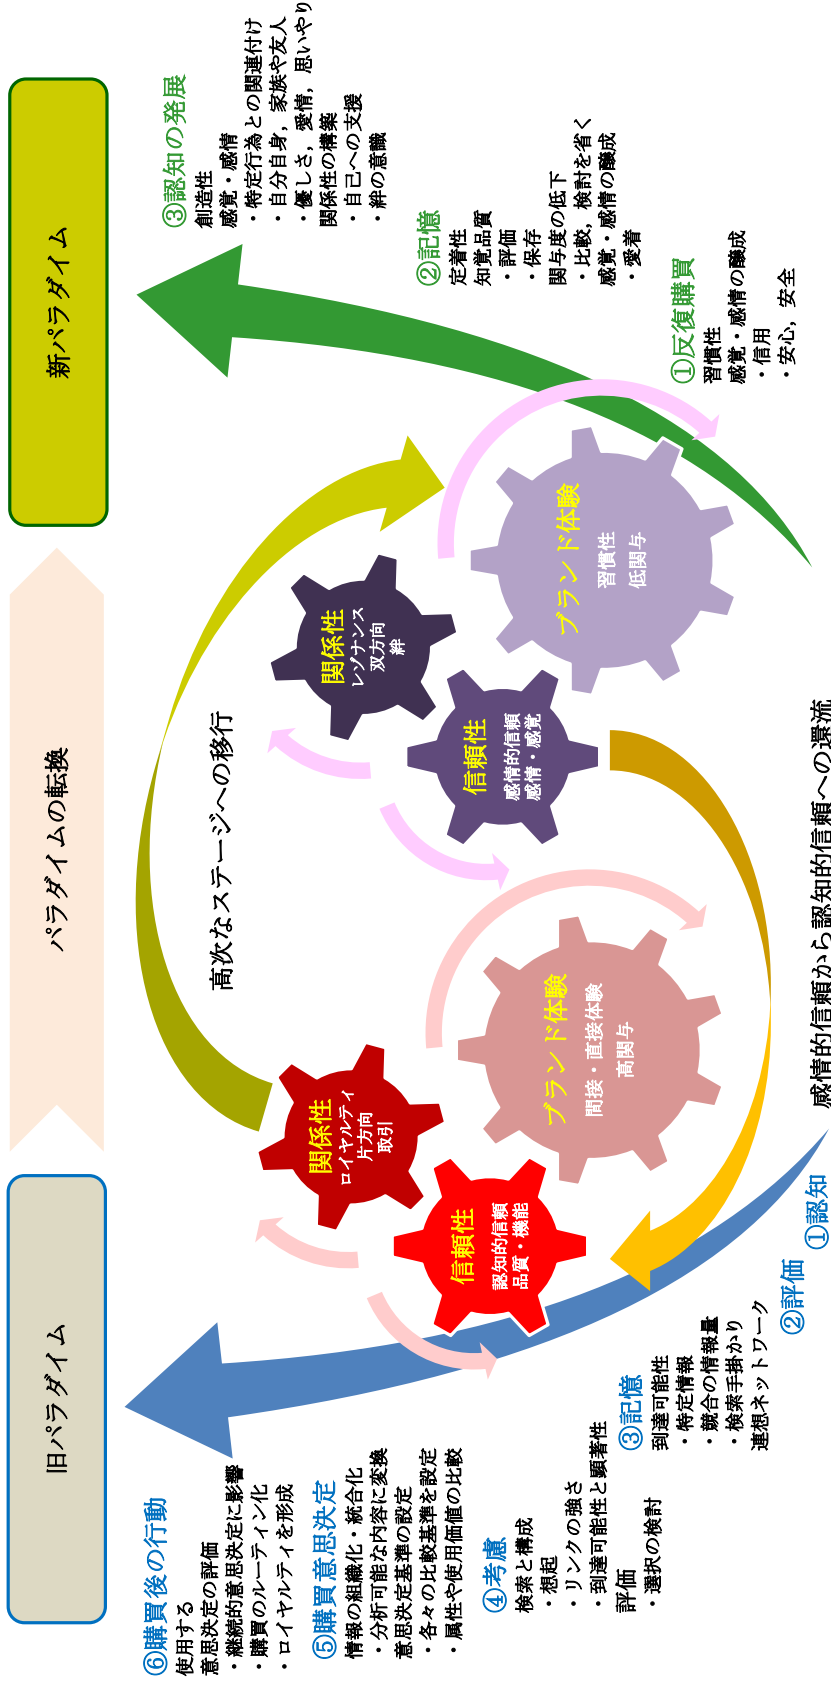 旧パラダイム
パラダイムの転換
新パラダイム
⑥購買後の行動
使用する
意思決定の評価
・継続的意思決定に影響
・購買のルーティン化
・ロイヤルティを形成
⑤購買意思決定
情報の組織化・統合化
・分析可能な内容に変換
意思決定基準の設定
・各々の比較基準を設定
・属性や使用価値の比較
④考慮
検索と構成
・想起
・リンクの強さ
・到達可能性と顕著性
評価
・選択の検討
③記憶
到達可能性
・特定情報
・競合の情報量
・検索手掛かり
連想ネットワーク
②評価
①認知
関係性
ロイヤルティ
片方向
取引
信頼性
認知的信頼
品質・機能
ブランド体験
間接・直接体験
高関与
高次なステージへの移行
関係性
レゾナンス
双方向
絆
信頼性
感情的信頼
感情・感覚
ブランド体験
習慣性
低関与
感情的信頼から認知的信頼への還流
③認知の発展
創造性
感覚・感情
・特定行為との関連付け
・自分自身，家族や友人
・優しさ，愛情，思いやり
関係性の構築
・自己への支援
・絆の意識
②記憶
定着性
知覚品質
・評価
・保存
関与度の低下
・比較，検討を省く
感覚・感情の醸成
・愛着
①反復購買
習慣性
感覚・感情の醸成
・信用
・安心，安全